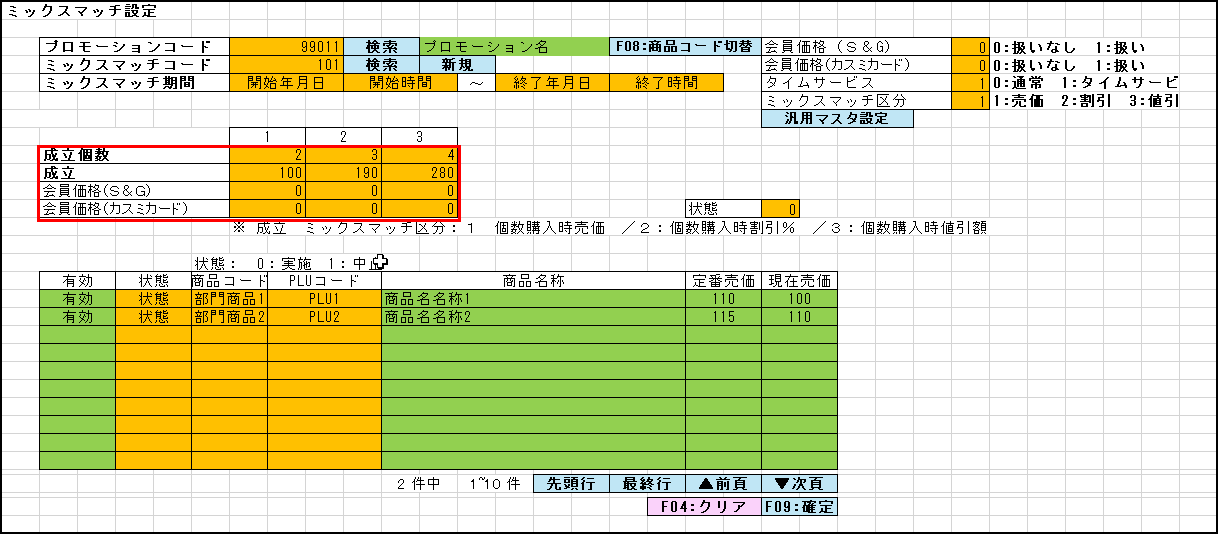 ミックスマッチ設定
プロモーションコード 99011 検索 プロモーション名 F08:商品コード切替 会員価格（Ｓ＆Ｇ） 0 0:扱いなし 1:扱い
ミックスマッチコード 101 検索 新規 会員価格(カスミカード) 0 0:扱いなし 1:扱い
ミックスマッチ期間 開始年月日 開始時間 ～ 終了年月日 終了時間 タイムサービス 1 0:通常 1:タイムサービ
ミックスマッチ区分 1 1:売価 2:割引 3:値引
汎用マスタ設定
1 2 3
成立個数 2 3 4
成立 100 190 280
会員価格(Ｓ＆Ｇ) 0 0 0
会員価格(カスミカード) 0 0 0 状態 0
※ 成立 ミックスマッチ区分：１ 個数購入時売価 ／２：個数購入時割引% ／３：個数購入時値引額
状態： 0：実施 1：中止
有効 状態 商品コード PLUコード 商品名称 定番売価 現在売価
有効 状態 部門商品1 PLU1 商品名名称1 110 100
有効 状態 部門商品2 PLU2 商品名名称2 115 110
2 件中 1~10 件 先頭行 最終行 ▲前頁 ▼次頁
F04:クリア F09:確定